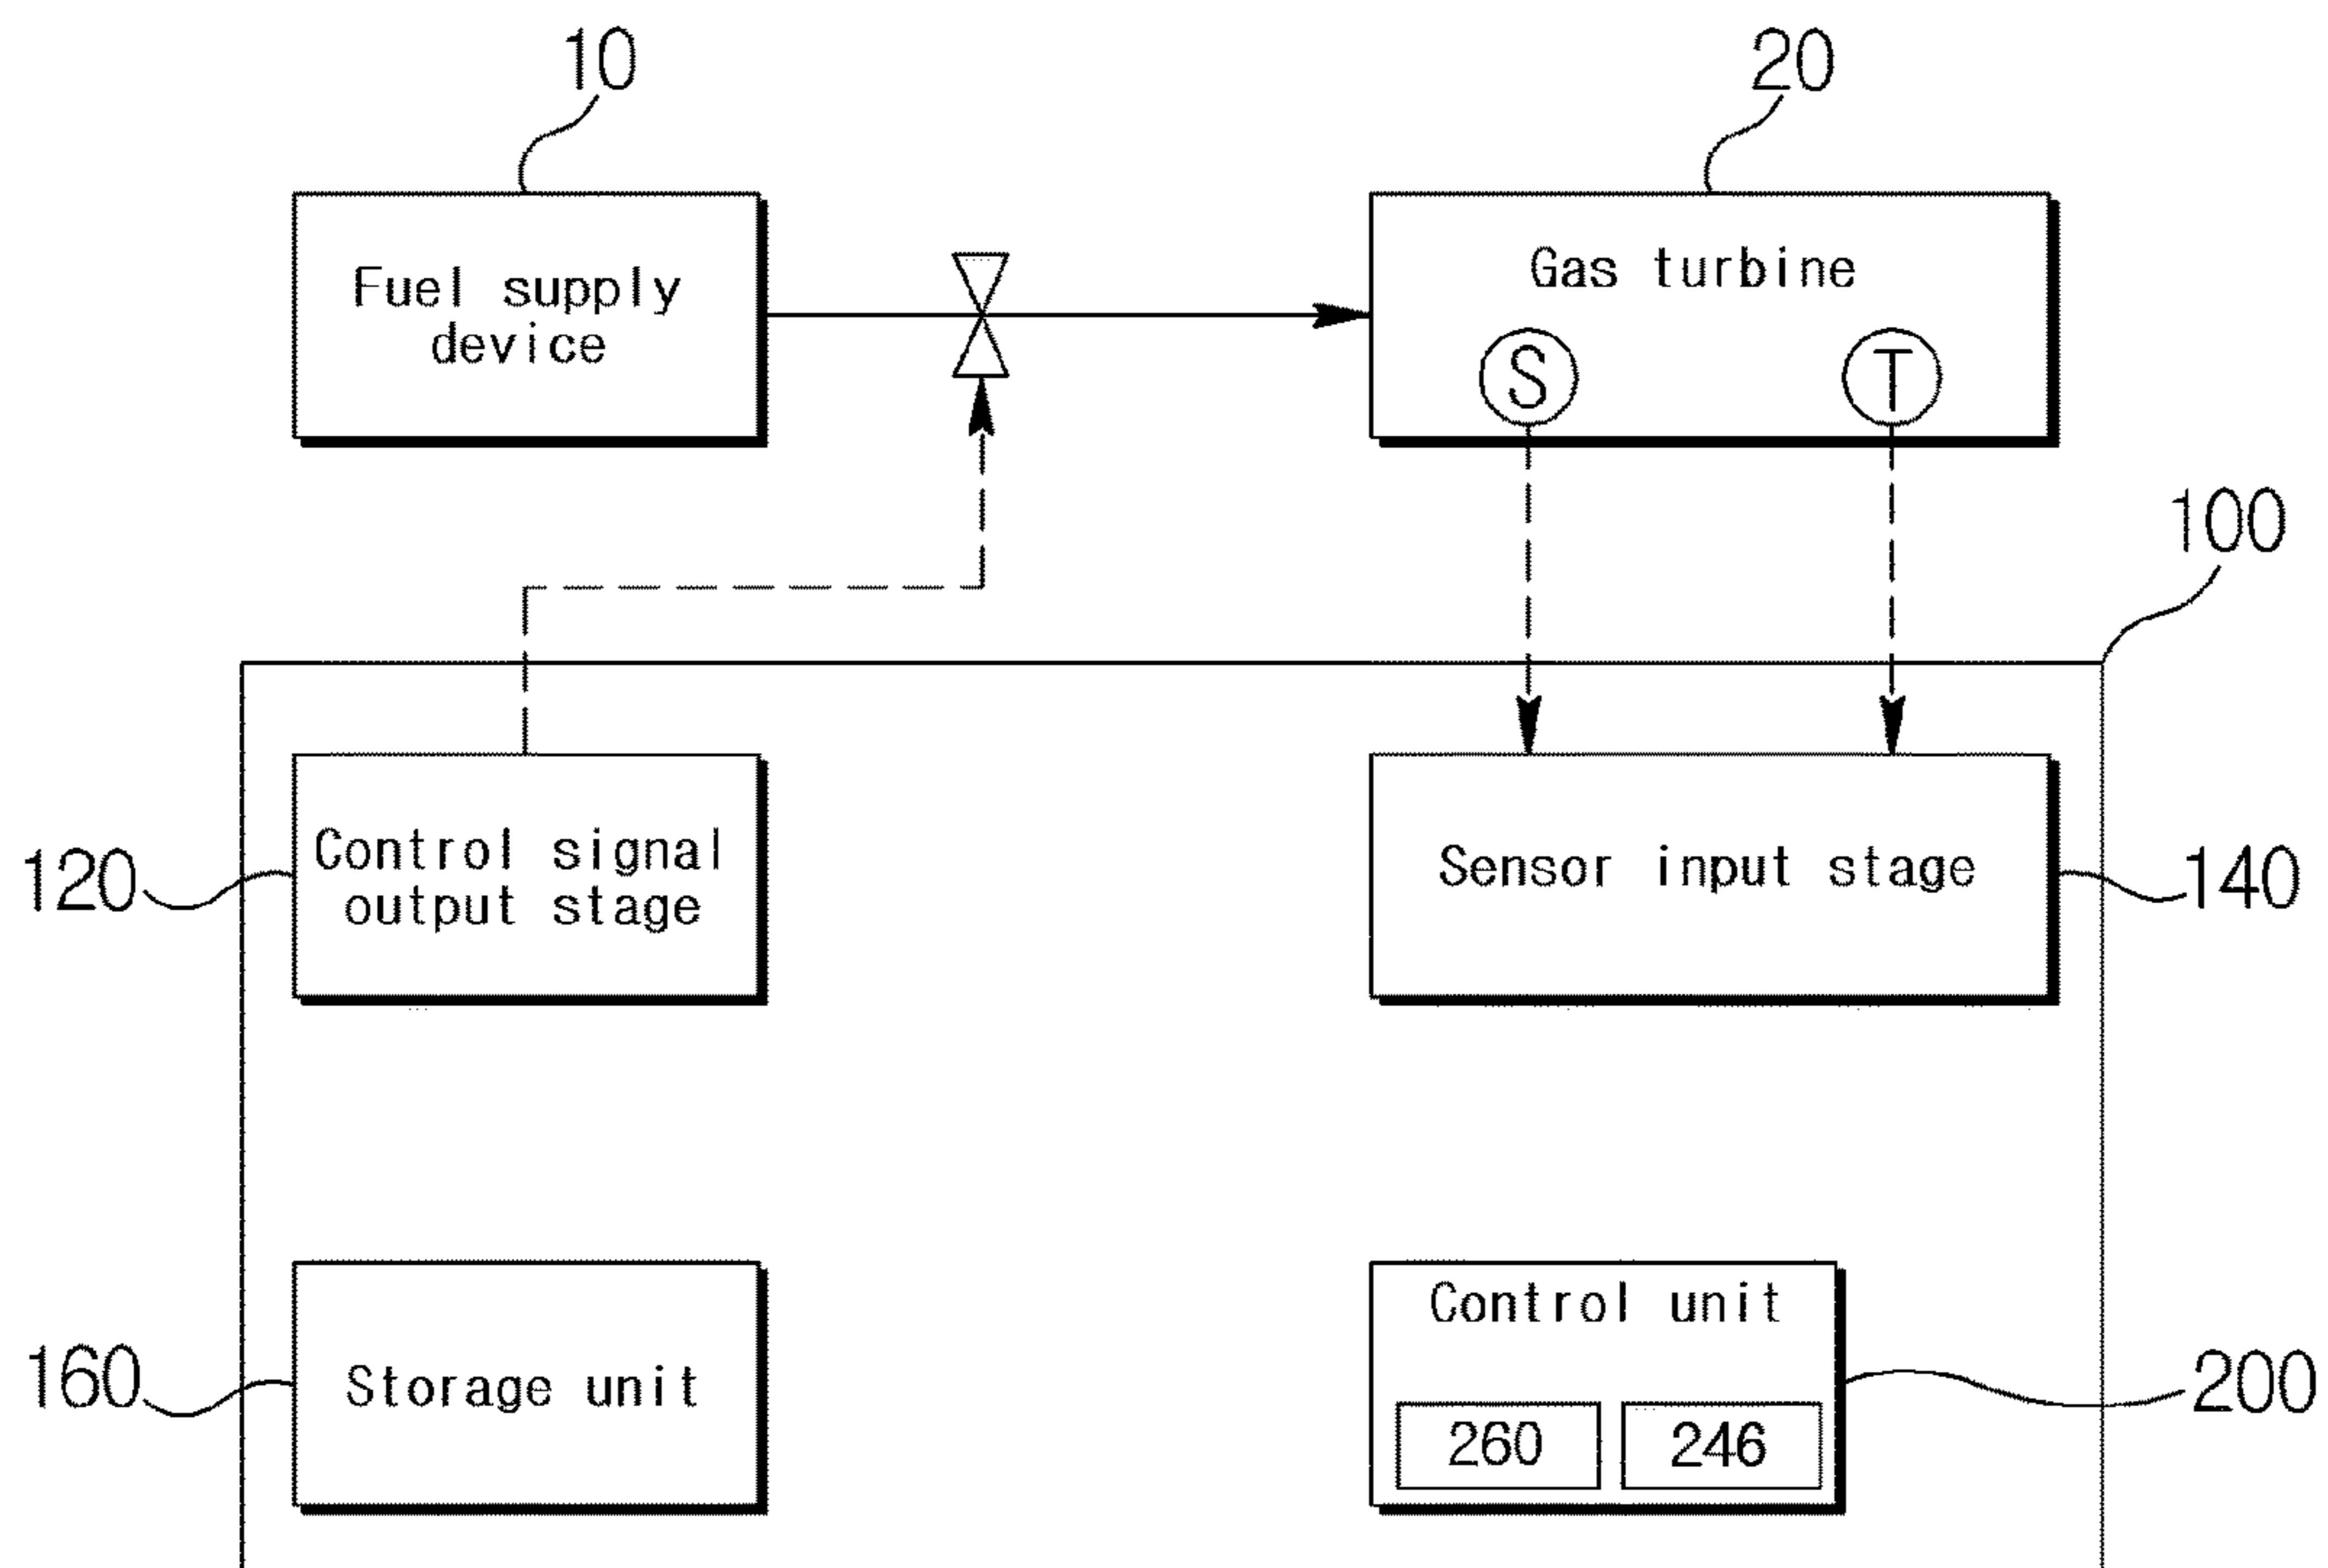 10
20
Fuel supply
device
Gas turbine
S
T
100
Control signal
output stage
120
Sensor input stage
140
Storage unit
160
Control unit
260
246
200